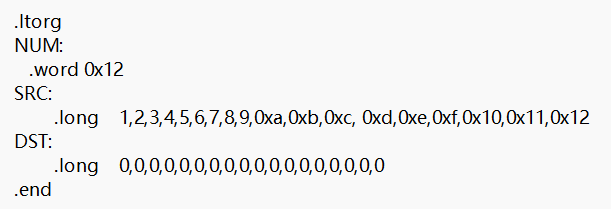 .ltorg
NUM:
.word 0x12
SRC:
.long 1,2,3,4,5,6,7,8,9,0xa,0xb,0xc, 0xd,0xe,0xf,0x10,0x11,0x12
DST:
.long 0,0,0,0,0,0,0,0,0,0,0,0,0,0,0,0,0,0
.end